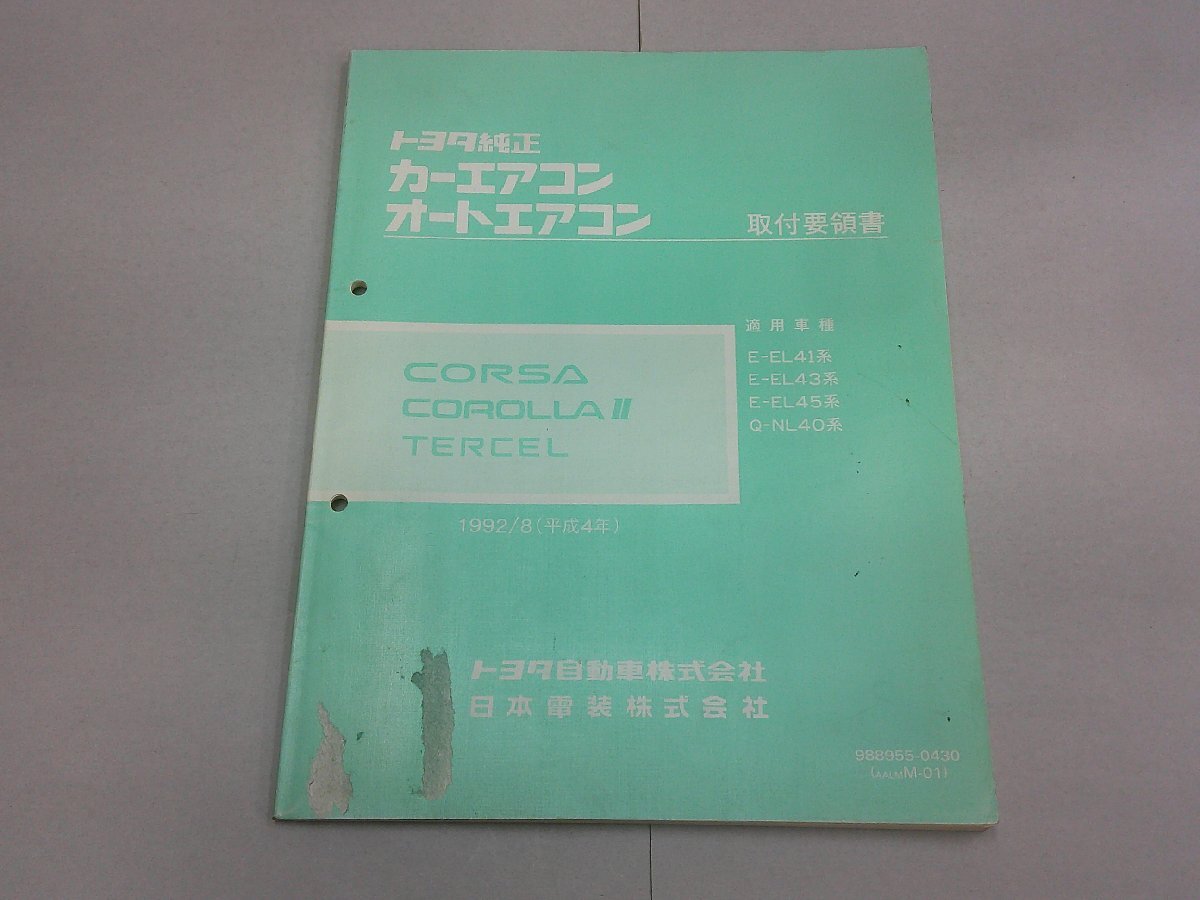 トヨタ純正
カーエアコン
オートエアコン
取付要領書
適用車種
E-EL41系
E-EL43系
E-EL45系
Q-NL40系
CORSA
COROLLA II
TERCEL
1992/8(平成4年)
トヨタ自動車株式会社
日本電装株式会社
988955-0430
(AALMM-01)